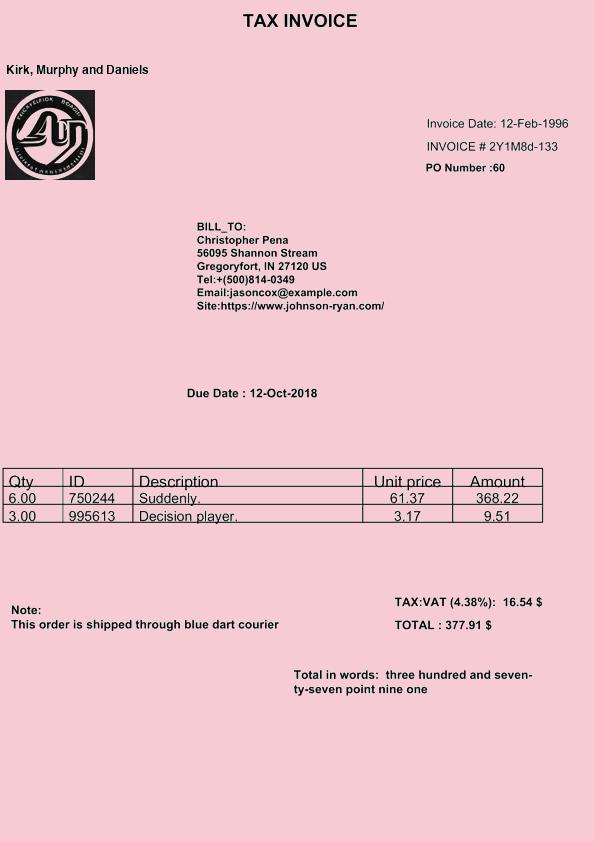 TAX INVOICE
Kirk, Murphy and Daniels
Invoice Date: 12-Feb-1996
INVOICE # 2Y1M8d-133
PO Number :60
BILL_TO:
Christopher Pena
56095 Shannon Stream
Gregoryfort, IN 27120 US
Tel:+(500)814-0349
Email:jasoncox@example.com
Site:https://www.johnson-ryan.com/
Due Date : 12-Oct-2018
Qty ID Description Unit price Amount
6.00 750244 Suddenly. 61.37 368.22
3.00 995613 Decision player. 3.17 9.51
TAX:VAT (4.38%): 16.54 $
Note:
This order is shipped through blue dart courier
TOTAL : 377.91 $
Total in words: three hundred and seven-
ty-seven point nine one